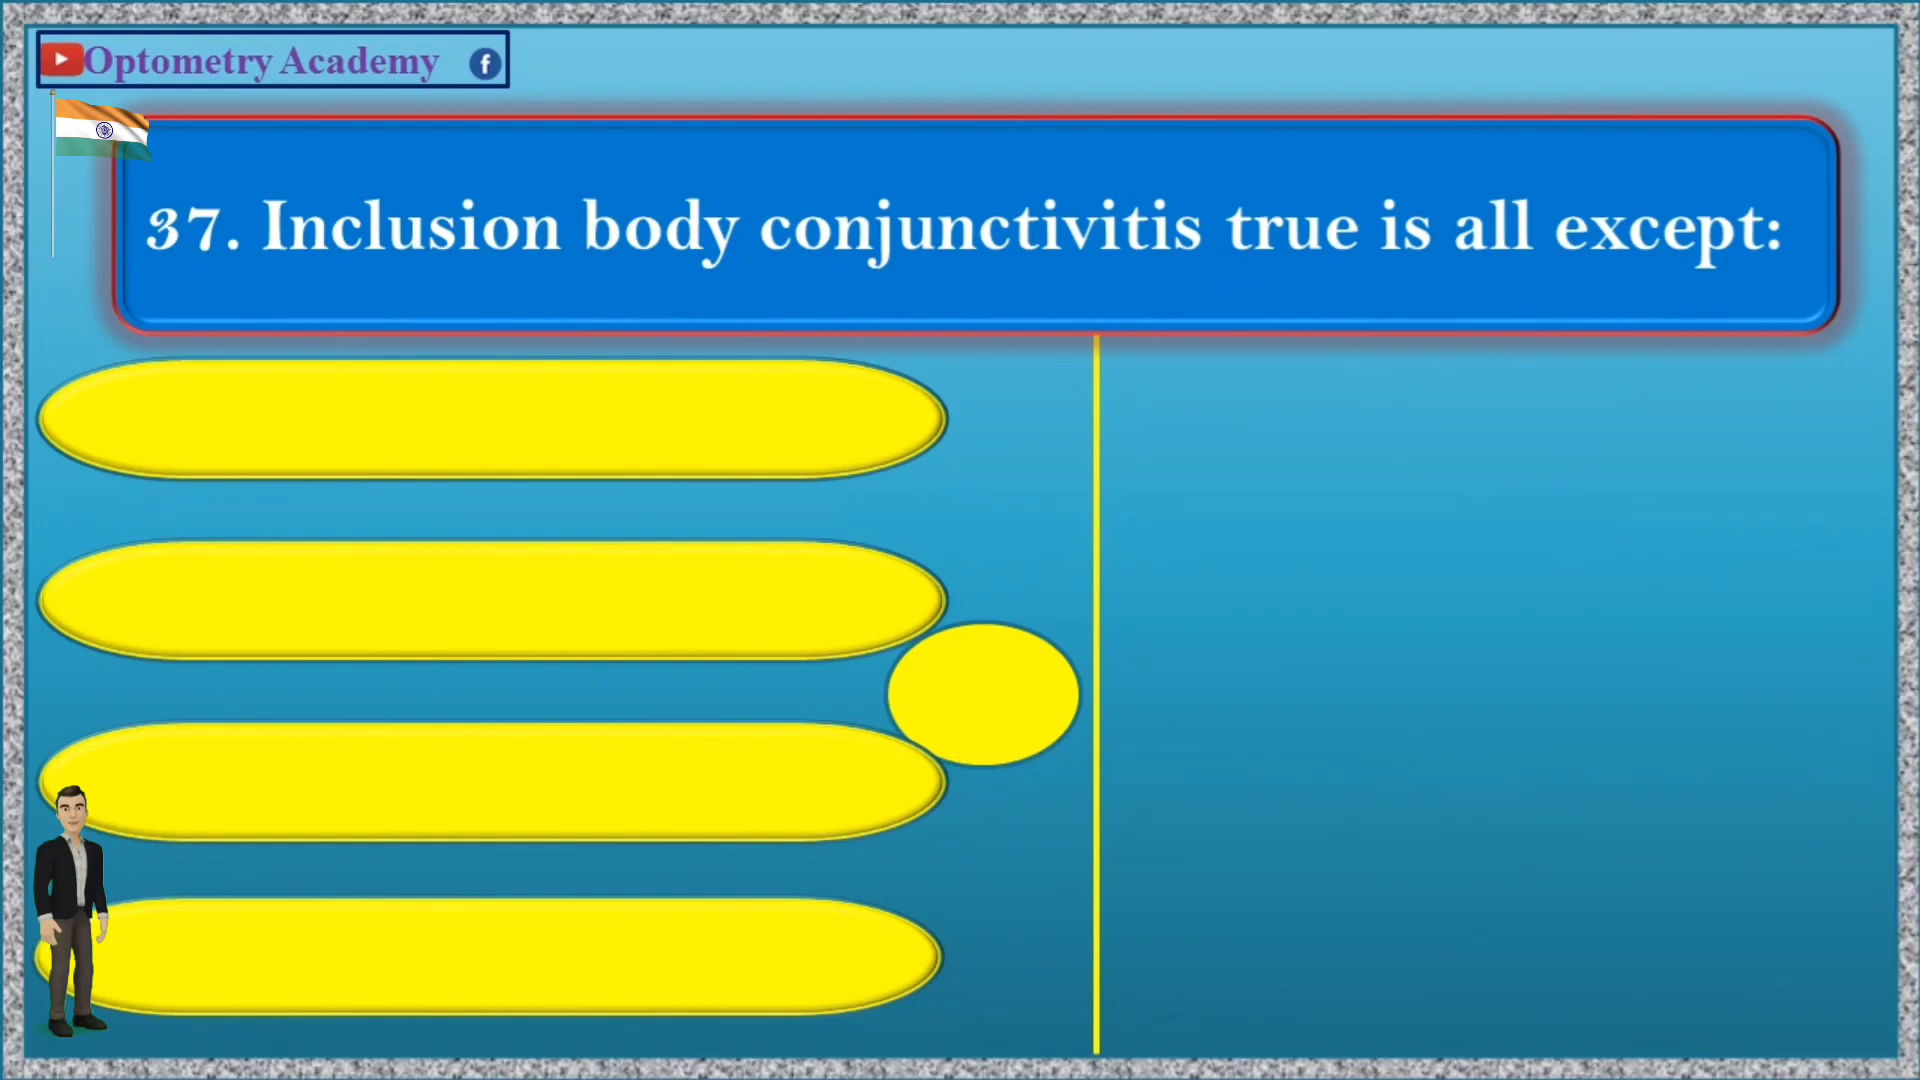 Optometry Academy f
37. Inclusion body conjunctivitis true is all except: